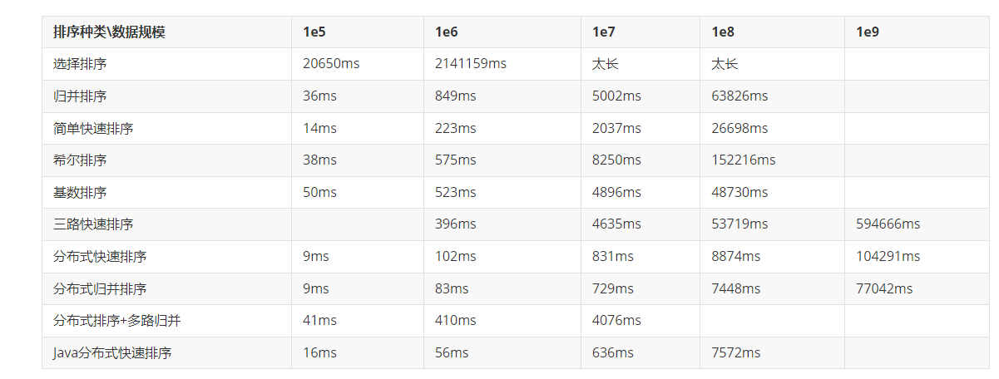 排序种类\数据规模 1e5 1e6 1e7 1e8 1e9
选择排序 20650ms 2141159ms 太长 太长
归并排序 36ms 849ms 5002ms 63826ms
简单快速排序 14ms 223ms 2037ms 26698ms
希尔排序 38ms 575ms 8250ms 152216ms
基数排序 50ms 523ms 4896ms 48730ms
三路快速排序 396ms 4635ms 53719ms 594666ms
分布式快速排序 9ms 102ms 831ms 8874ms 104291ms
分布式归并排序 9ms 83ms 729ms 7448ms 77042ms
分布式排序+多路归并 41ms 410ms 4076ms
Java分布式快速排序 16ms 56ms 636ms 7572ms